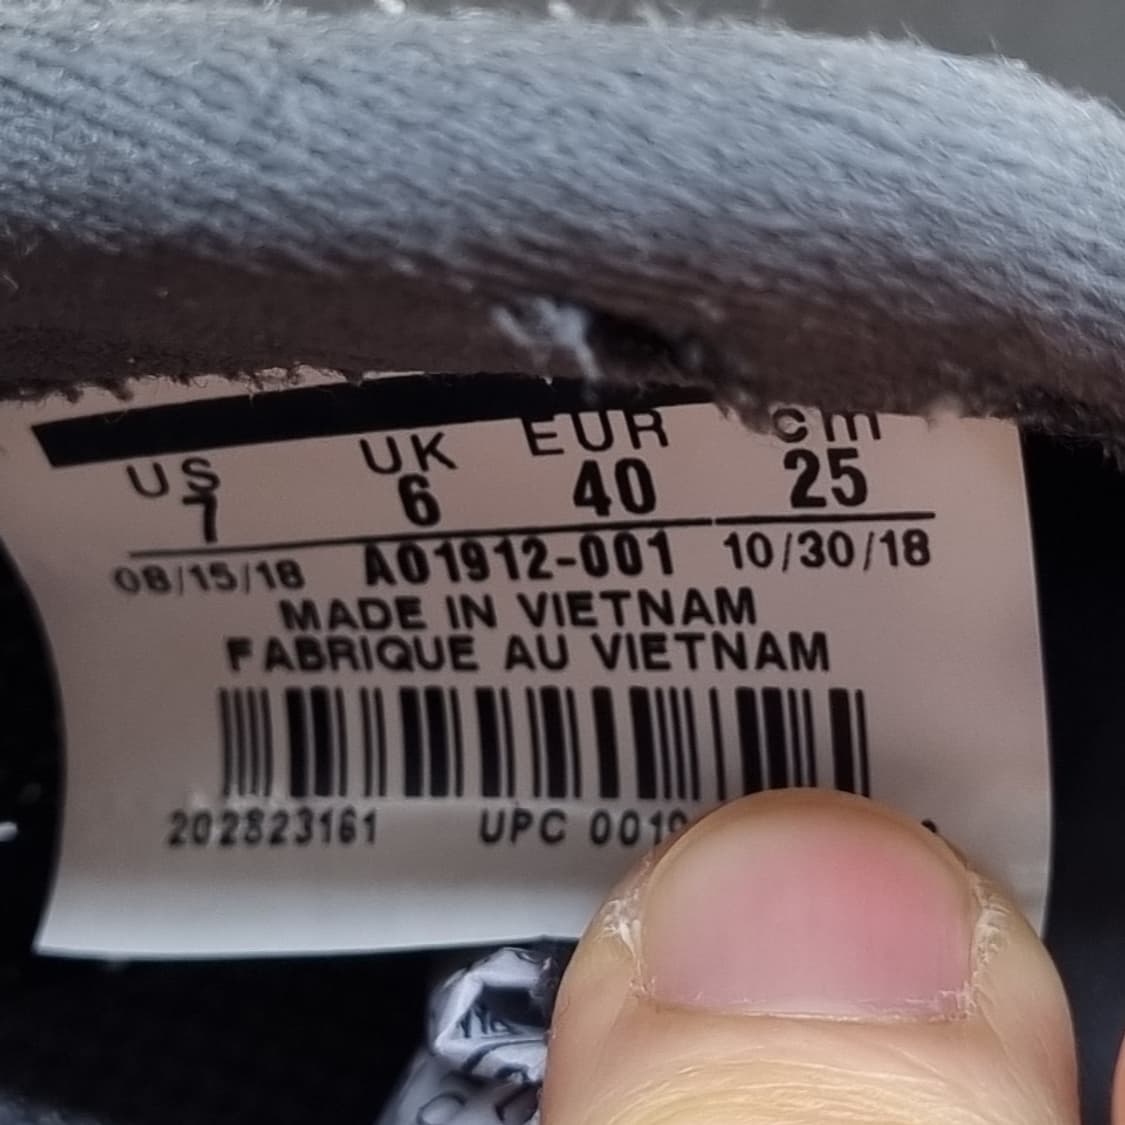 US UK EUR cm
7 6 40 25
08/15/18 A01912-001 10/30/18
MADE IN VIETNAM
FABRIQUE AU VIETNAM
202823161 UPC 0019